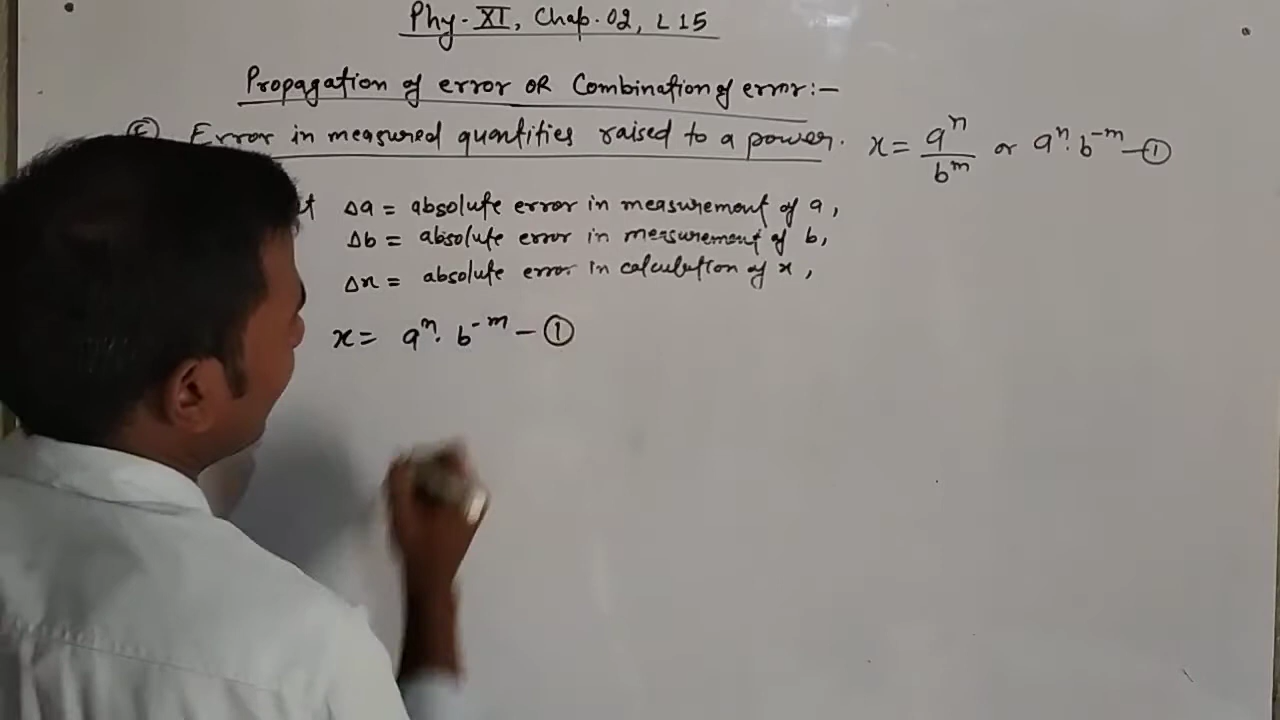 Phy-XI, Chap. 02, L 15
Propagation of error OR Combination of error:-
Error in measured quantities raised to a power. x = a^n / b^m or a^n. b^-m - ①
Δa = absolute error in measurement of a,
Δb = absolute error in measurement of b,
Δx = absolute error in calculation of x,
x = a^n. b^-m - ①